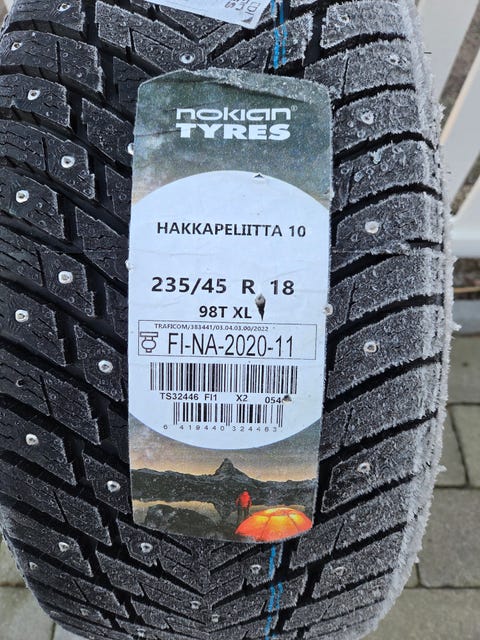 nokian®
TYRES
HAKKAPELIITTA 10
235/45 R 18
98T XL
TRAFICOM/383441/03.04.03.00/2022
FI-NA-2020-11
TS32446 FI1 X2 054
6 419440 324463